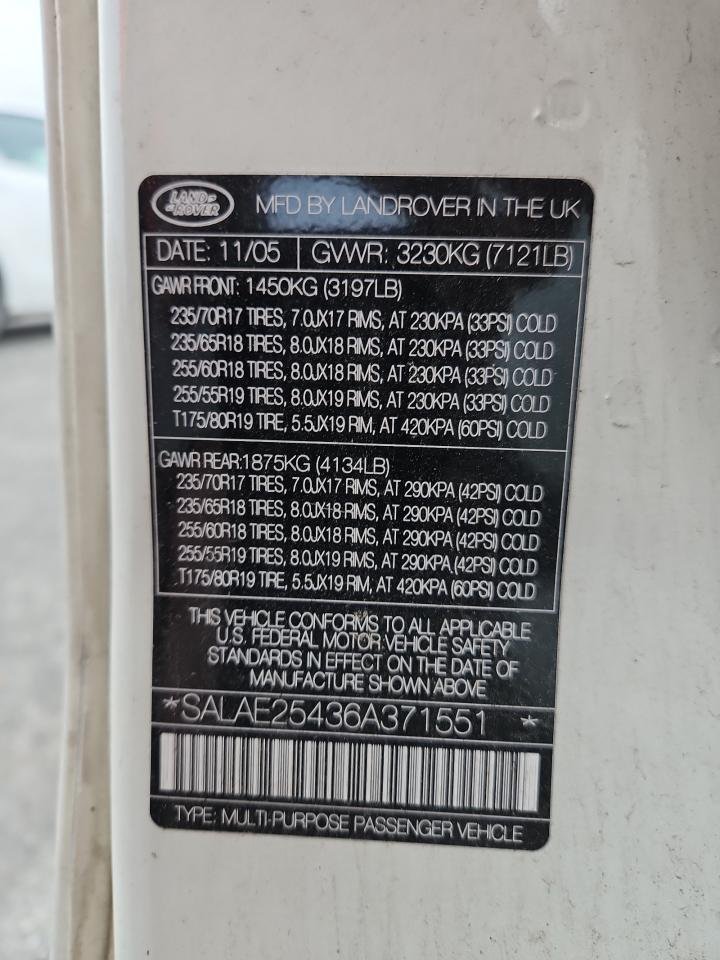 LAND-
-ROVER
MFD BY LANDROVER IN THE UK
DATE: 11/05 GVWR: 3230KG (7121LB)
GAWR FRONT: 1450KG (3197LB)
235/70R17 TIRES, 7.0JX17 RIMS, AT 230KPA (33PSI) COLD
235/65R18 TIRES, 8.0JX18 RIMS, AT 230KPA (33PSI) COLD
255/60R18 TIRES, 8.0JX18 RIMS, AT 230KPA (33PSI) COLD
255/55R19 TIRES, 8.0JX19 RIMS, AT 230KPA (33PSI) COLD
T175/80R19 TIRE, 5.5JX19 RIM, AT 420KPA (60PSI) COLD
GAWR REAR:1875KG (4134LB)
235/70R17 TIRES, 7.0JX17 RIMS, AT 290KPA (42PSI) COLD
235/65R18 TIRES, 8.0JX18 RIMS, AT 290KPA (42PSI) COLD
255/60R18 TIRES, 8.0JX18 RIMS, AT 290KPA (42PSI) COLD
255/55R19 TIRES, 8.0JX19 RIMS, AT 290KPA (42PSI) COLD
T175/80R19 TIRE, 5.5JX19 RIM, AT 420KPA (60PSI) COLD
THIS VEHICLE CONFORMS TO ALL APPLICABLE
U.S. FEDERAL MOTOR VEHICLE SAFETY
STANDARDS IN EFFECT ON THE DATE OF
MANUFACTURE SHOWN ABOVE
*SALAE25436A371551 *
TYPE: MULTI-PURPOSE PASSENGER VEHICLE